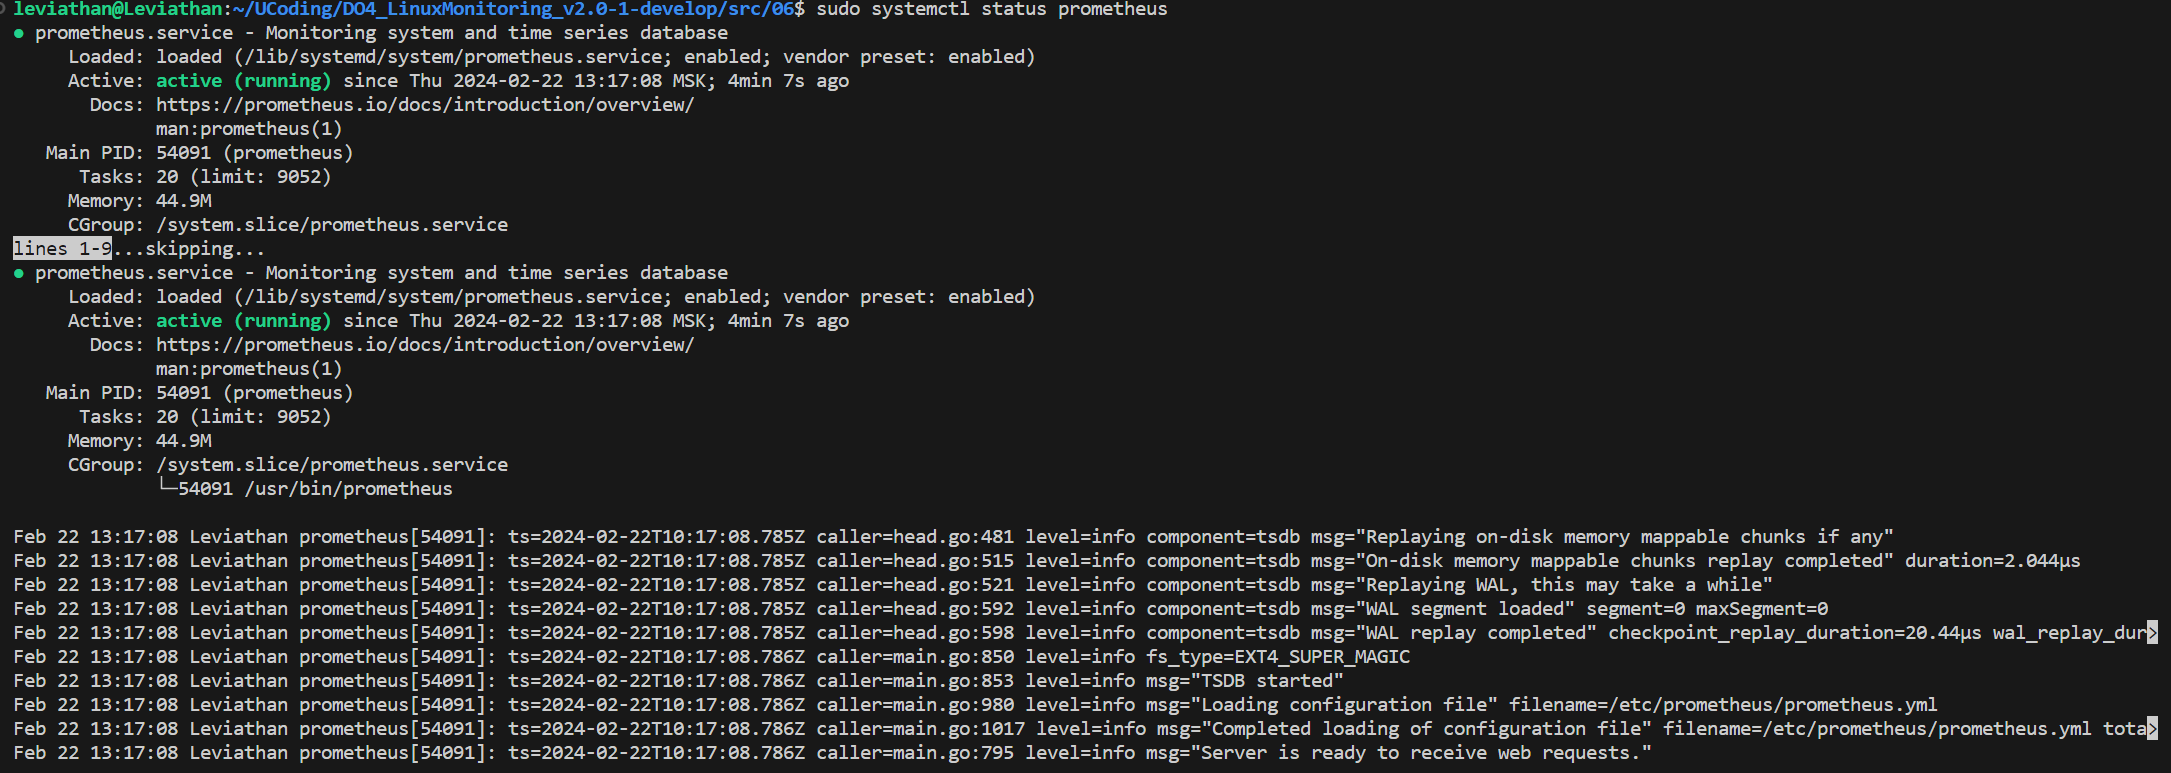 leviathan@Leviathan:~/UCoding/DO4_LinuxMonitoring_v2.0-1-develop/src/06$ sudo systemctl status prometheus
● prometheus.service - Monitoring system and time series database
     Loaded: loaded (/lib/systemd/system/prometheus.service; enabled; vendor preset: enabled)
     Active: active (running) since Thu 2024-02-22 13:17:08 MSK; 4min 7s ago
       Docs: https://prometheus.io/docs/introduction/overview/
             man:prometheus(1)
   Main PID: 54091 (prometheus)
      Tasks: 20 (limit: 9052)
     Memory: 44.9M
     CGroup: /system.slice/prometheus.service
lines 1-9...skipping...
● prometheus.service - Monitoring system and time series database
     Loaded: loaded (/lib/systemd/system/prometheus.service; enabled; vendor preset: enabled)
     Active: active (running) since Thu 2024-02-22 13:17:08 MSK; 4min 7s ago
       Docs: https://prometheus.io/docs/introduction/overview/
             man:prometheus(1)
   Main PID: 54091 (prometheus)
      Tasks: 20 (limit: 9052)
     Memory: 44.9M
     CGroup: /system.slice/prometheus.service
             └─54091 /usr/bin/prometheus

Feb 22 13:17:08 Leviathan prometheus[54091]: ts=2024-02-22T10:17:08.785Z caller=head.go:481 level=info component=tsdb msg="Replaying on-disk memory mappable chunks if any"
Feb 22 13:17:08 Leviathan prometheus[54091]: ts=2024-02-22T10:17:08.785Z caller=head.go:515 level=info component=tsdb msg="On-disk memory mappable chunks replay completed" duration=2.044µs
Feb 22 13:17:08 Leviathan prometheus[54091]: ts=2024-02-22T10:17:08.785Z caller=head.go:521 level=info component=tsdb msg="Replaying WAL, this may take a while"
Feb 22 13:17:08 Leviathan prometheus[54091]: ts=2024-02-22T10:17:08.785Z caller=head.go:592 level=info component=tsdb msg="WAL segment loaded" segment=0 maxSegment=0
Feb 22 13:17:08 Leviathan prometheus[54091]: ts=2024-02-22T10:17:08.785Z caller=head.go:598 level=info component=tsdb msg="WAL replay completed" checkpoint_replay_duration=20.44µs wal_replay_dur>
Feb 22 13:17:08 Leviathan prometheus[54091]: ts=2024-02-22T10:17:08.786Z caller=main.go:850 level=info fs_type=EXT4_SUPER_MAGIC
Feb 22 13:17:08 Leviathan prometheus[54091]: ts=2024-02-22T10:17:08.786Z caller=main.go:853 level=info msg="TSDB started"
Feb 22 13:17:08 Leviathan prometheus[54091]: ts=2024-02-22T10:17:08.786Z caller=main.go:980 level=info msg="Loading configuration file" filename=/etc/prometheus/prometheus.yml
Feb 22 13:17:08 Leviathan prometheus[54091]: ts=2024-02-22T10:17:08.786Z caller=main.go:1017 level=info msg="Completed loading of configuration file" filename=/etc/prometheus/prometheus.yml tota>
Feb 22 13:17:08 Leviathan prometheus[54091]: ts=2024-02-22T10:17:08.786Z caller=main.go:795 level=info msg="Server is ready to receive web requests."